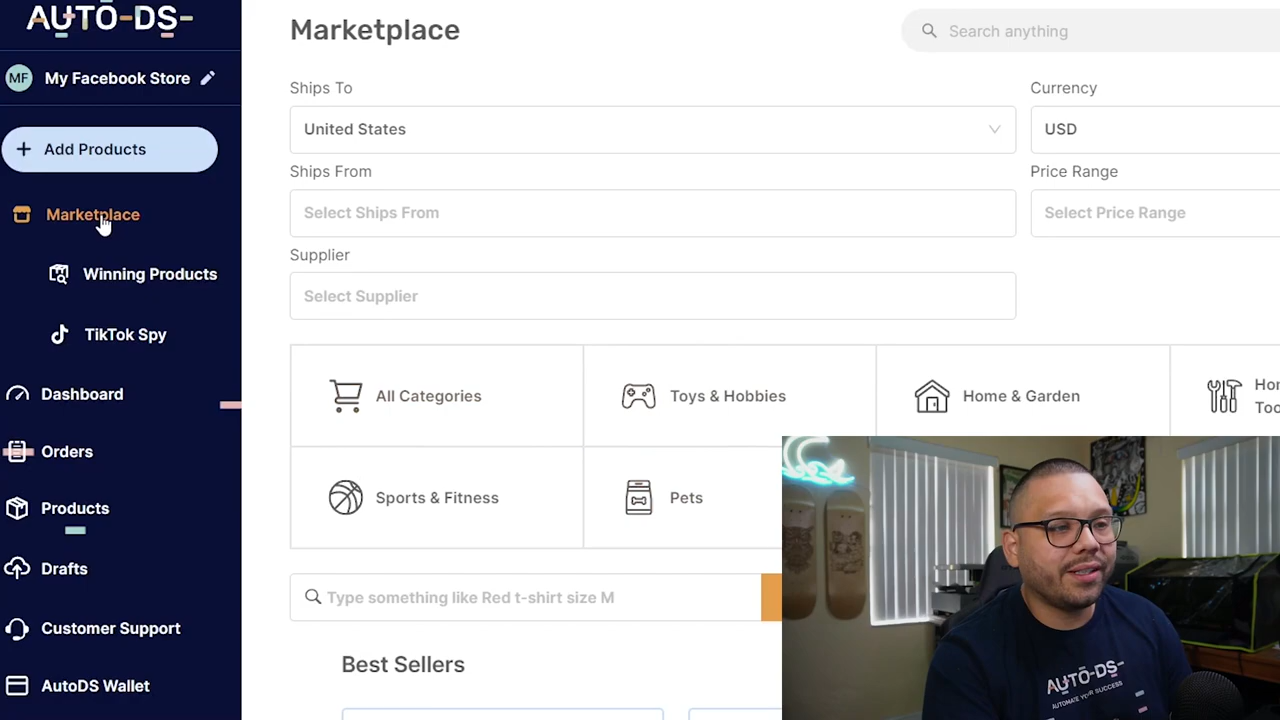 AUTO-DS-
MF My Facebook Store
+ Add Products
Marketplace
Winning Products
TikTok Spy
Dashboard
Orders
Products
Drafts
Customer Support
AutoDS Wallet
Marketplace
Search anything
Ships To
Currency
United States
USD
Ships From
Price Range
Select Ships From
Select Price Range
Supplier
Select Supplier
All Categories
Toys & Hobbies
Home & Garden
Sports & Fitness
Pets
Type something like Red t-shirt size M
Best Sellers
AUTO-DS-
AUTOMATE YOUR SUCCESS